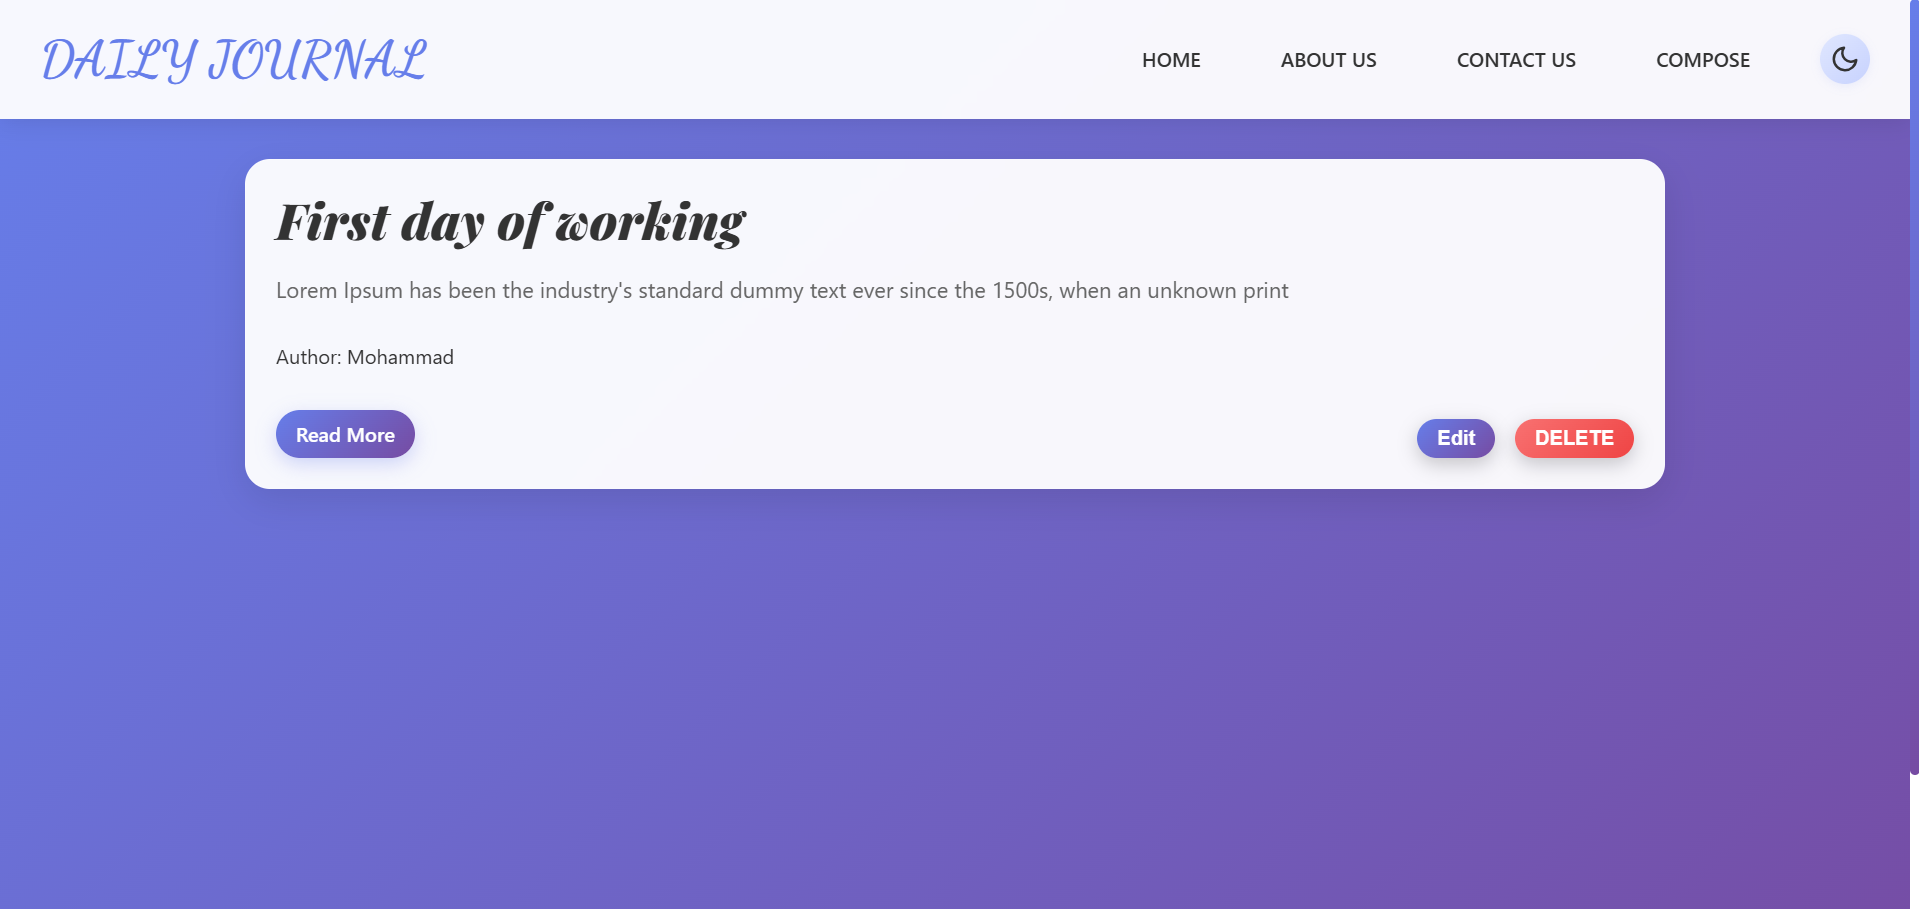 DAILY JOURNAL
HOME ABOUT US CONTACT US COMPOSE
First day of working
Lorem Ipsum has been the industry's standard dummy text ever since the 1500s, when an unknown print
Author: Mohammad
Read More Edit DELETE